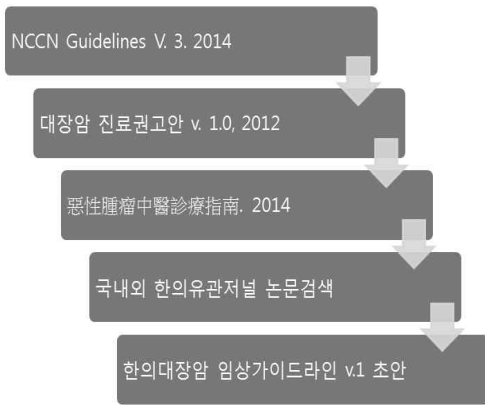 NCCN Guidelines V. 3. 2014
대장암 진료권고안 v. 1.0, 2012
惡性腫瘤中醫診療指南. 2014
국내외 한의유관저널 논문검색
한의대장암 임상가이드라인 v.1 초안